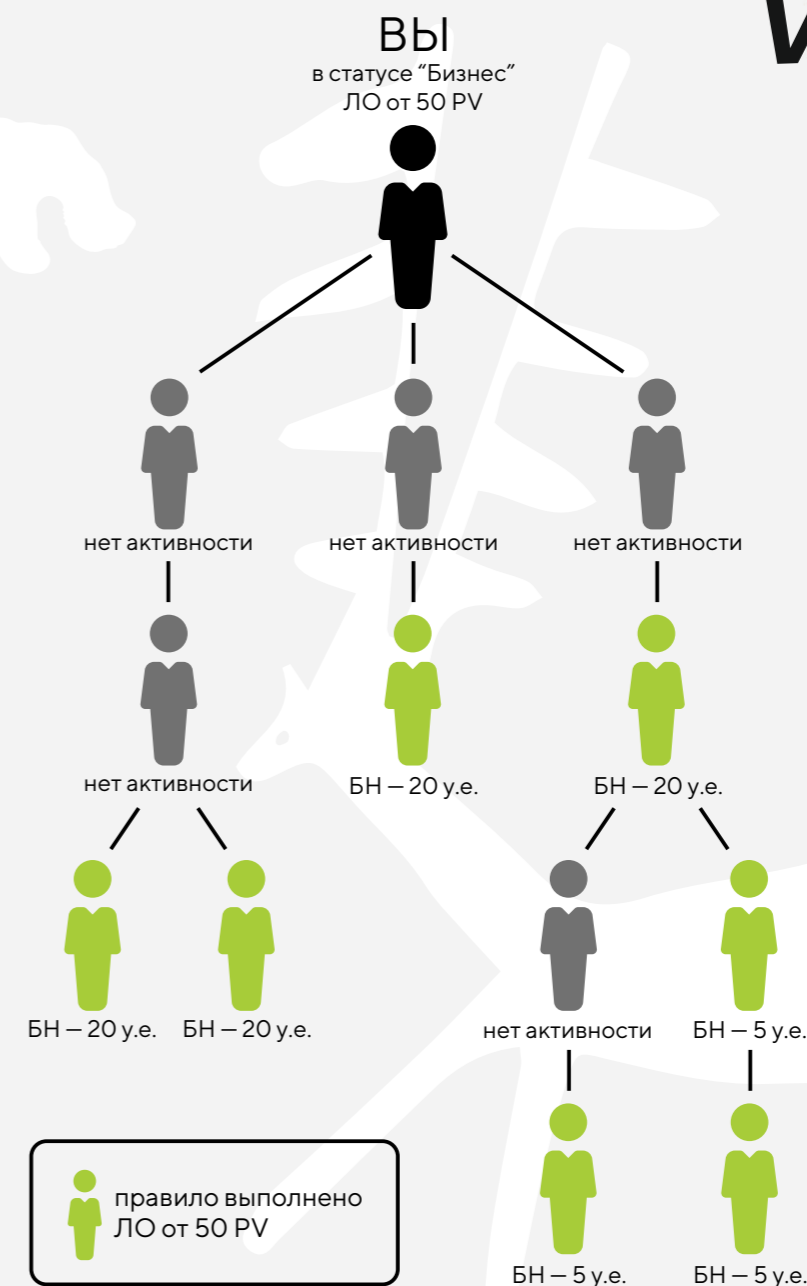 ВЫ
в статусе “Бизнес”
ЛО от 50 PV
нет активности нет активности нет активности
нет активности БН – 20 у.е. БН – 20 у.е.
БН – 20 у.е. БН – 20 у.е. нет активности БН – 5 у.е.
правило выполнено
ЛО от 50 PV
БН – 5 у.е. БН – 5 у.е.